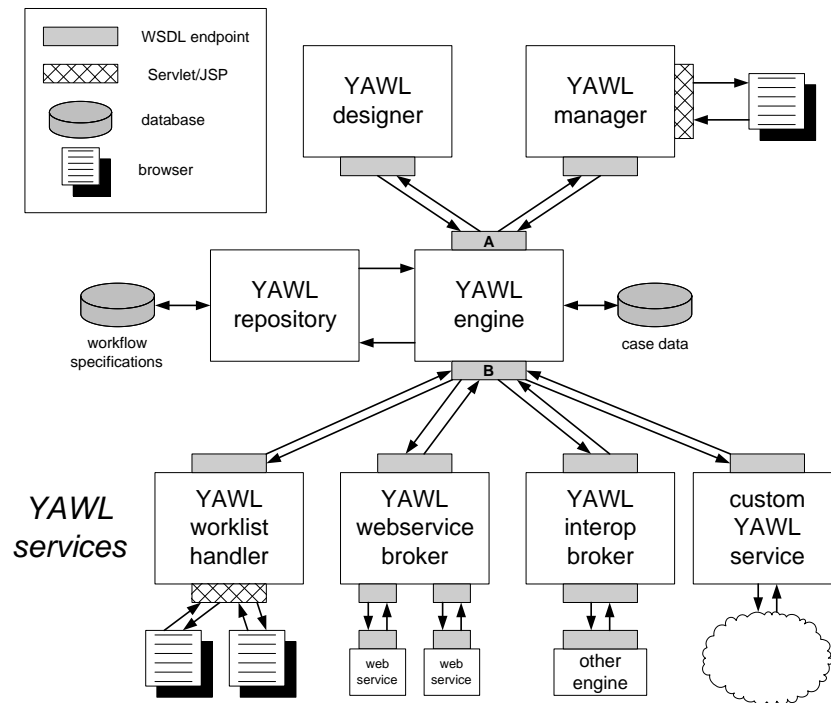 WSDL endpoint
Servlet/JSP
database
browser
YAWL
designer
YAWL
manager
A
YAWL
repository
YAWL
engine
workflow
specifications
case data
B
YAWL
services
YAWL
worklist
handler
YAWL
webservice
broker
YAWL
interop
broker
custom
YAWL
service
web
service
web
service
other
engine